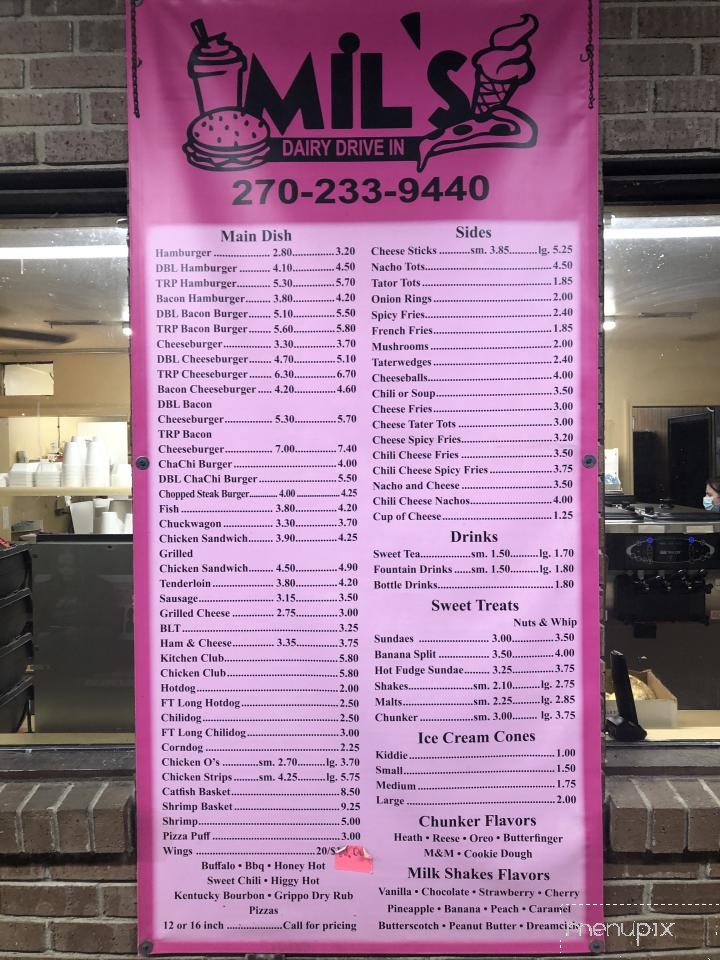 MIL'S
DAIRY DRIVE IN
270-233-9440
Main Dish
Hamburger ........................ 2.80............3.20
DBL Hamburger ......... 4.10............4.50
TRP Hamburger.......... 5.30............5.70
Bacon Hamburger....... 3.80............4.20
DBL Bacon Burger...... 5.10............5.50
TRP Bacon Burger ...... 5.60............5.80
Cheeseburger............... 3.30............3.70
DBL Cheeseburger....... 4.70............5.10
TRP Cheeseburger ....... 6.30............6.70
Bacon Cheeseburger ..... 4.20............4.60
DBL Bacon
Cheeseburger............... 5.30............5.70
TRP Bacon
Cheeseburger............... 7.00............7.40
ChaChi Burger................................4.00
DBL ChaChi Burger........................5.50
Chopped Steak Burger.......... 4.00 ................4.25
Fish............................... 3.80............4.20
Chuckwagon................ 3.30............3.70
Chicken Sandwich........ 3.90............4.25
Grilled
Chicken Sandwich........ 4.50............4.90
Tenderloin.................... 3.80............4.20
Sausage......................... 3.15............3.50
Grilled Cheese ............. 2.75............3.00
BLT...................................................3.25
Ham & Cheese............. 3.35............3.75
Kitchen Club...................................5.80
Chicken Club..................................5.80
Hotdog.............................................2.00
FT Long Hotdog..............................2.50
Chilidog...........................................2.50
FT Long Chilidog............................3.00
Corndog...........................................2.25
Chicken O's ............sm. 2.70..........lg. 3.70
Chicken Strips ......sm. 4.25..........lg. 5.75
Catfish Basket.................................8.50
Shrimp Basket ................................9.25
Shrimp.............................................5.00
Pizza Puff ........................................3.00
Wings ....................................20/$
Buffalo • Bbq • Honey Hot
Sweet Chili • Higgy Hot
Kentucky Bourbon • Grippo Dry Rub
Pizzas
12 or 16 inch ..................Call for pricing
Sides
Cheese Sticks ..........sm. 3.85.........lg. 5.25
Nacho Tots.......................................4.50
Tator Tots ........................................1.85
Onion Rings ....................................2.00
Spicy Fries.......................................2.40
French Fries.....................................1.85
Mushrooms .....................................2.00
Taterwedges ....................................2.40
Cheeseballs......................................4.00
Chili or Soup...................................3.50
Cheese Fries ....................................3.00
Cheese Tater Tots ............................3.00
Cheese Spicy Fries..........................3.20
Chili Cheese Fries ..........................3.50
Chili Cheese Spicy Fries ................3.75
Nacho and Cheese ..........................3.50
Chili Cheese Nachos.......................4.00
Cup of Cheese.................................1.25
Drinks
Sweet Tea...............sm. 1.50.........lg. 1.70
Fountain Drinks .....sm. 1.50.........lg. 1.80
Bottle Drinks...................................1.80
Sweet Treats
Nuts & Whip
Sundaes ...................... 3.00............3.50
Banana Split ................ 3.50............4.00
Hot Fudge Sundae....... 3.25............3.75
Shakes......................sm. 2.10.........lg. 2.75
Malts........................sm. 2.25.........lg. 2.85
Chunker ..................sm. 3.00.........lg. 3.75
Ice Cream Cones
Kiddie..............................................1.00
Small................................................1.50
Medium ...........................................1.75
Large ...............................................2.00
Chunker Flavors
Heath • Reese • Oreo • Butterfinger
M&M • Cookie Dough
Milk Shakes Flavors
Vanilla • Chocolate • Strawberry • Cherry
Pineapple • Banana • Peach • Caramel
Butterscotch • Peanut Butter • Dreamcicle
menupix